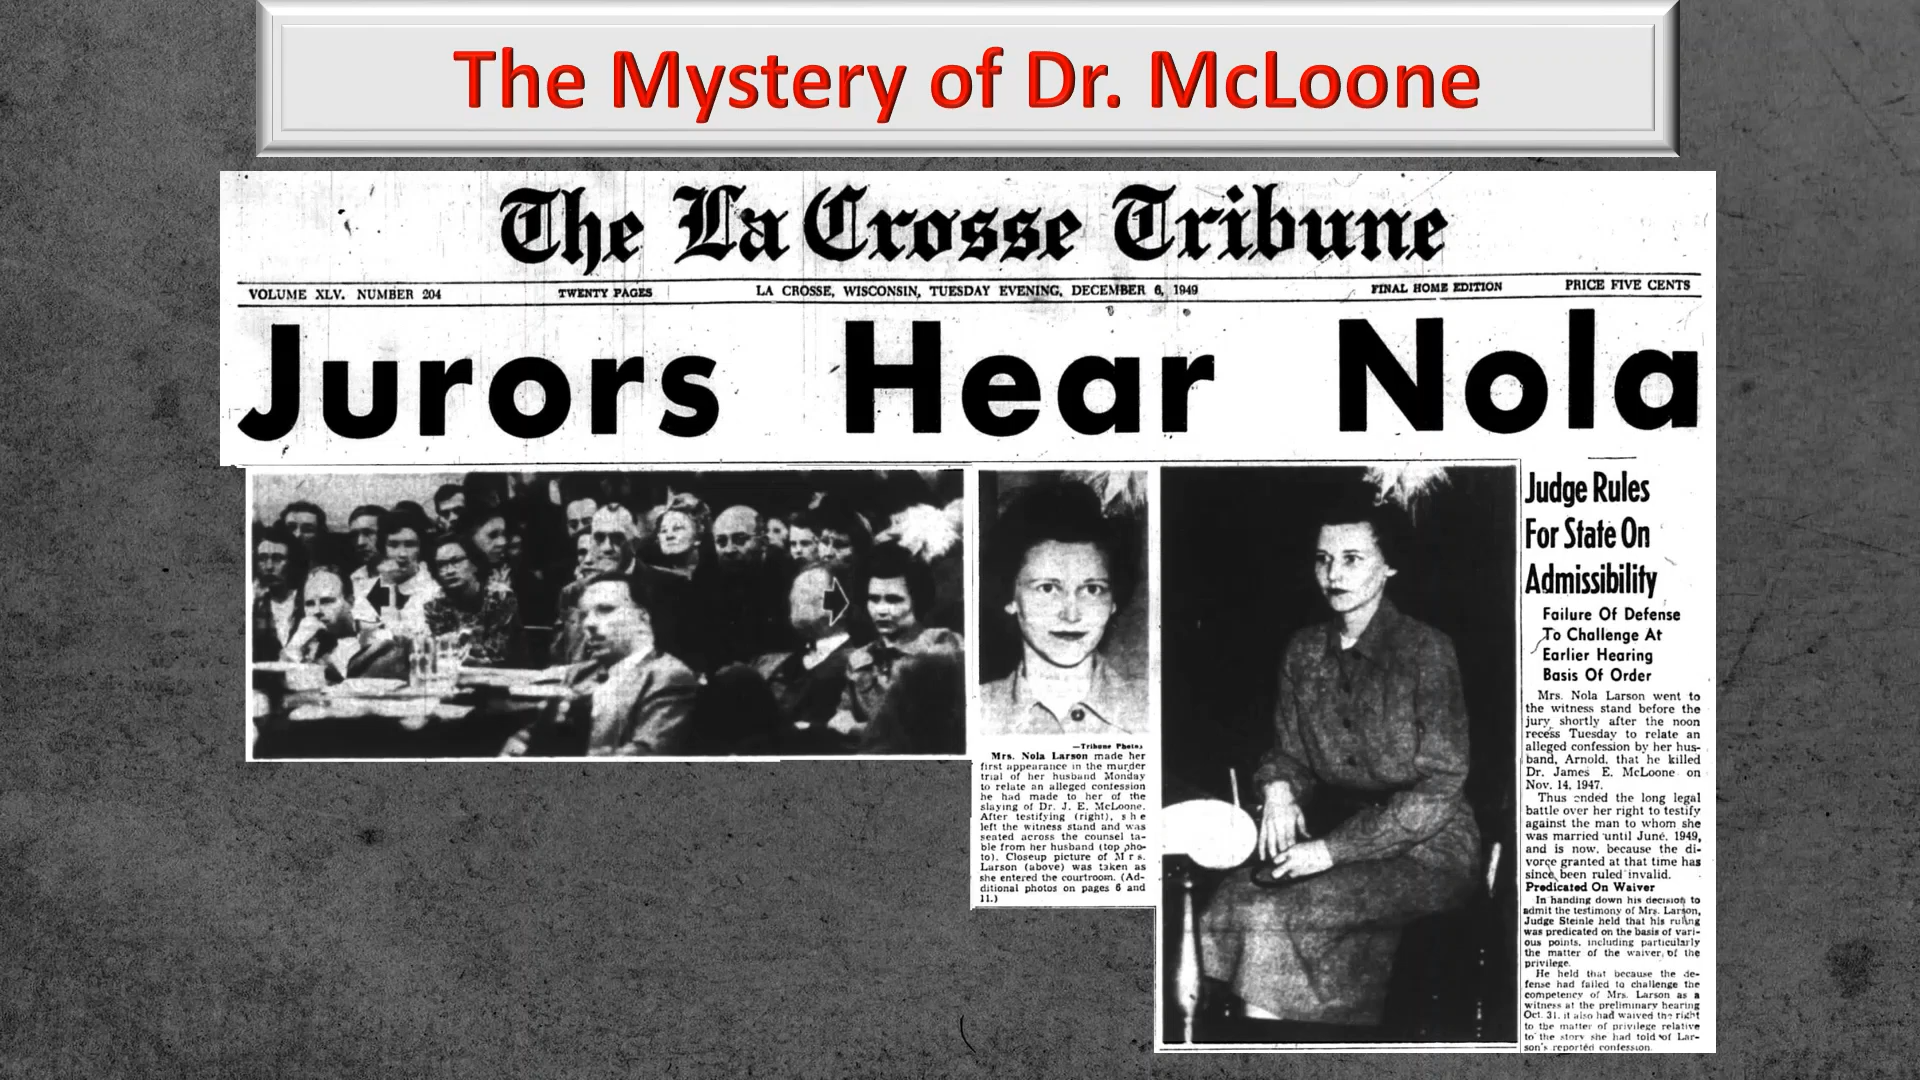 The Mystery of Dr. McLoone
The La Crosse Tribune
VOLUME XLV. NUMBER 204 TWENTY PAGES LA CROSSE, WISCONSIN, TUESDAY EVENING, DECEMBER 6, 1949 FINAL HOME EDITION PRICE FIVE CENTS
Jurors Hear Nola
—Tribune Photos
Mrs. Nola Larson made her
first appearance in the murder
trial of her husband Monday
to relate an alleged confession
he had made to her of the
slaying of Dr. J. E. McLoone.
After testifying (right), she
left the witness stand and was
seated across the counsel ta-
ble from her husband (top pho-
to). Closeup picture of Mrs.
Larson (above) was taken as
she entered the courtroom. (Ad-
ditional photos on pages 6 and
11.)
Judge Rules
For State On
Admissibility
Failure Of Defense
To Challenge At
Earlier Hearing
Basis Of Order
Mrs. Nola Larson went to
the witness stand before the
jury shortly after the noon
recess Tuesday to relate an
alleged confession by her hus-
band, Arnold, that he killed
Dr. James E. McLoone on
Nov. 14, 1947.
Thus ended the long legal
battle over her right to testify
against the man to whom she
was married until June, 1949,
and is now, because the di-
vorce granted at that time has
since been ruled invalid.
Predicated On Waiver
In handing down his decision to
admit the testimony of Mrs. Larson,
Judge Steinle held that his ruling
was predicated on the basis of vari-
ous points, including particularly
the matter of the waiver of the
privilege.
He held that because the de-
fense had failed to challenge the
competency of Mrs. Larson as a
witness at the preliminary hearing
Oct. 31, it also had waived the right
to the matter of privilege relative
to the story she had told of Lar-
son's reported confession.